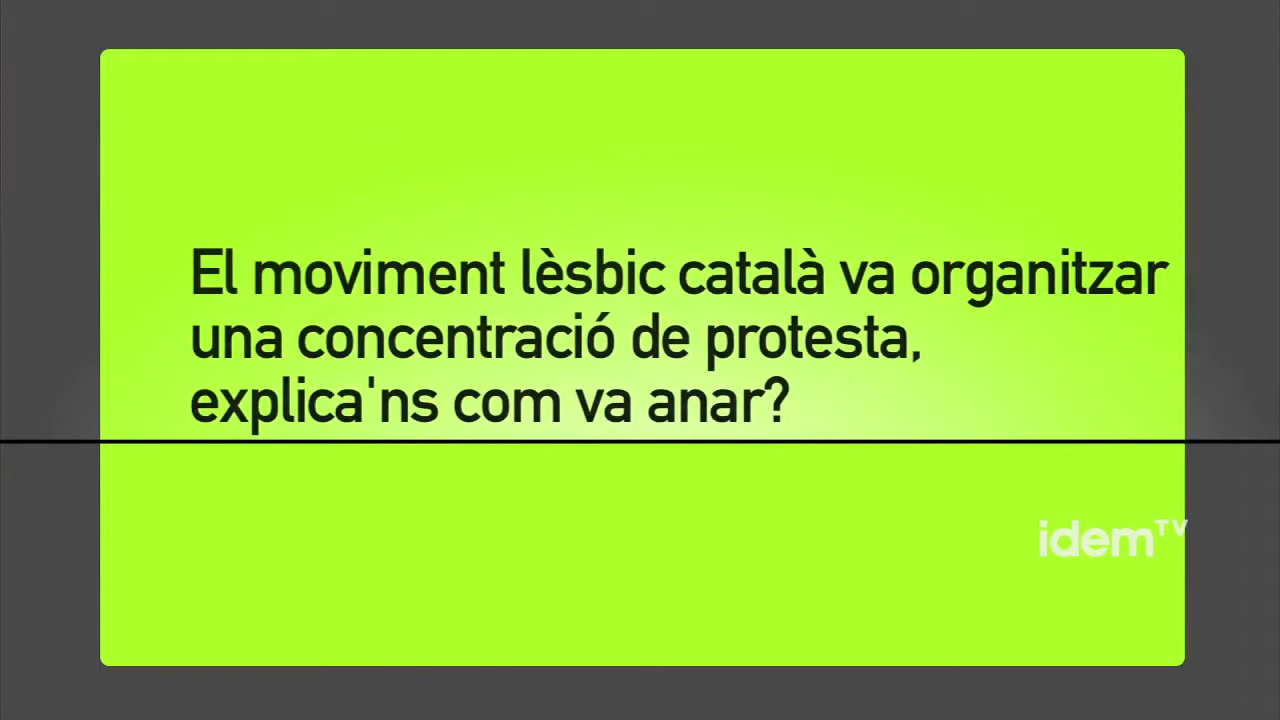 El moviment lèsbic català va organitzar
una concentració de protesta,
explica'ns com va anar?
idemTV